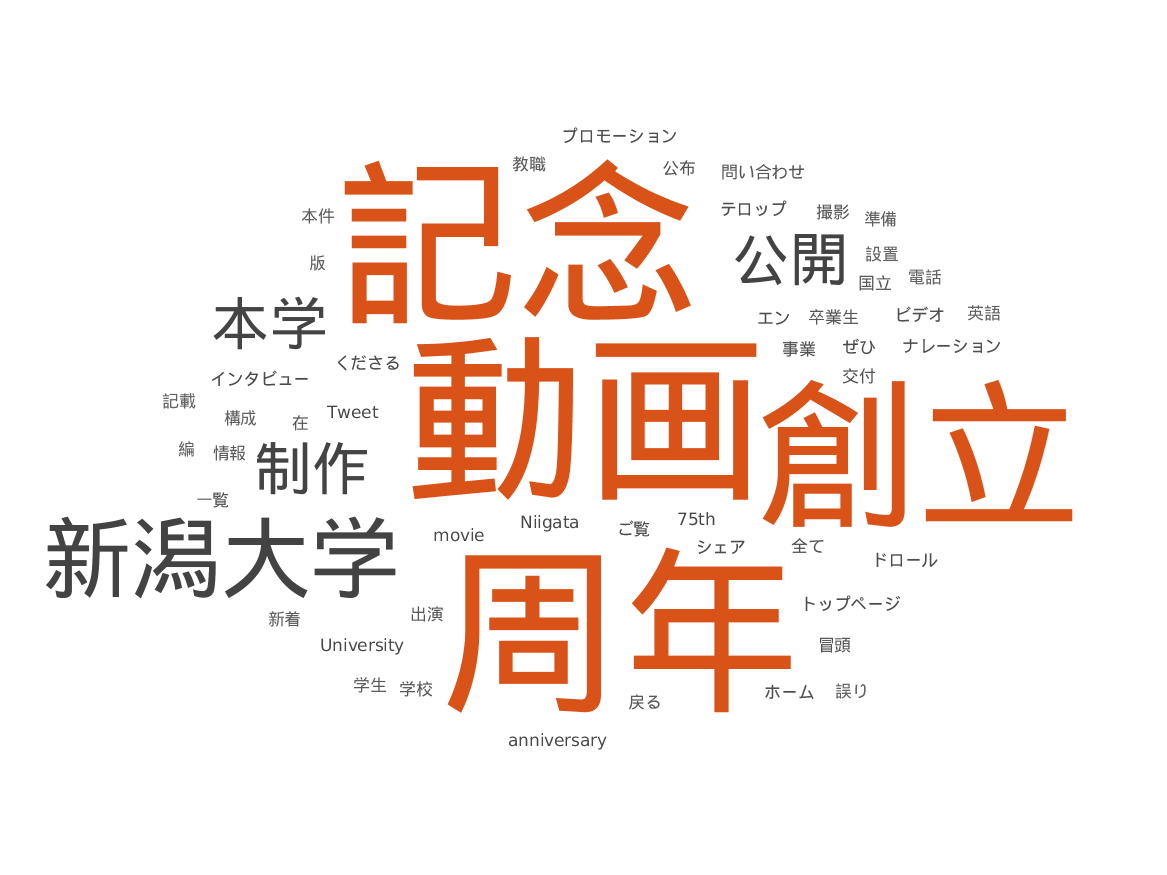 プロモーション
教職
公布
問い合わせ
記念
本件
テロップ
撮影
準備
公開
版
設置
国立
電話
本学
エン
卒業生
ビデオ
英語
くださる
動画
事業
ぜひ
ナレーション
インタビュー
交付
記載
構成
在
Tweet
創立
編
情報
制作
一覧
新潟大学
movie
Niigata
ご覧
75th
シェア
全て
ドロール
周年
新着
出演
トップページ
University
冒頭
学生
学校
戻る
ホーム
誤り
anniversary